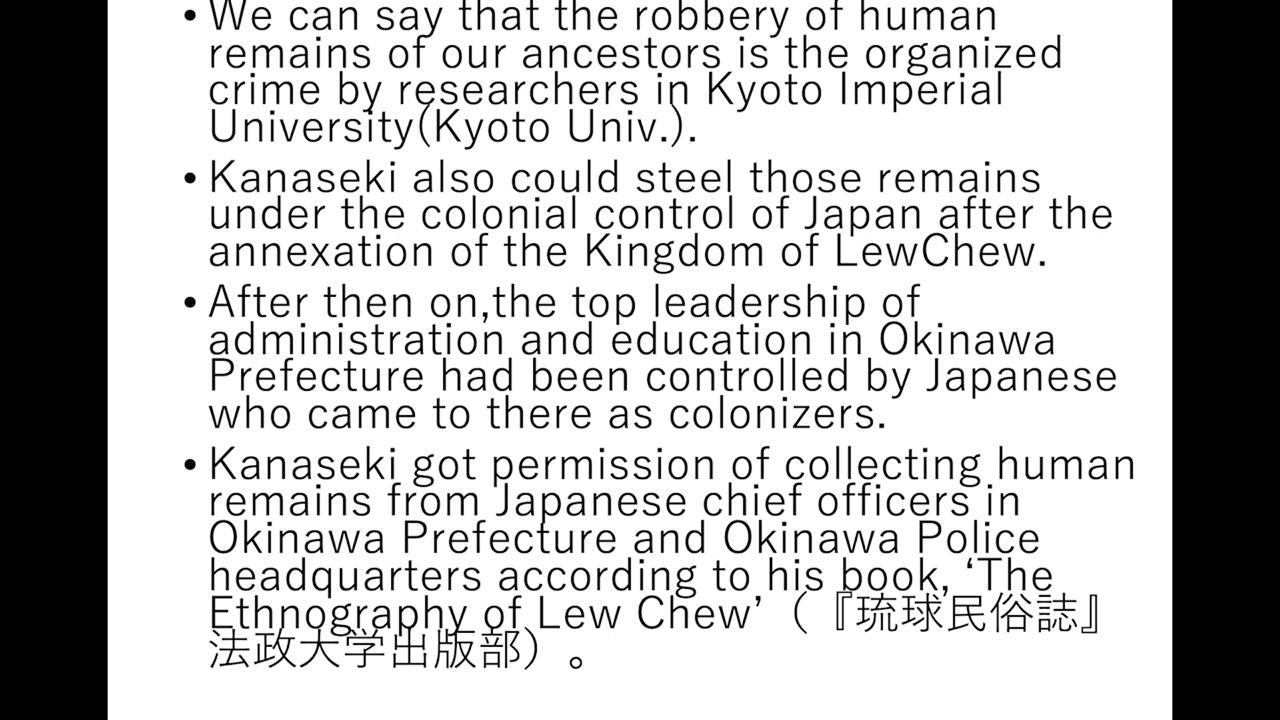 • We can say that the robbery of human
remains of our ancestors is the organized
crime by researchers in Kyoto Imperial
University(Kyoto Univ.).
• Kanaseki also could steel those remains
under the colonial control of Japan after the
annexation of the Kingdom of LewChew.
• After then on,the top leadership of
administration and education in Okinawa
Prefecture had been controlled by Japanese
who came to there as colonizers.
• Kanaseki got permission of collecting human
remains from Japanese chief officers in
Okinawa Prefecture and Okinawa Police
headquarters according to his book, ‘The
Ethnography of Lew Chew’（『琉球民俗誌』
法政大学出版部）。